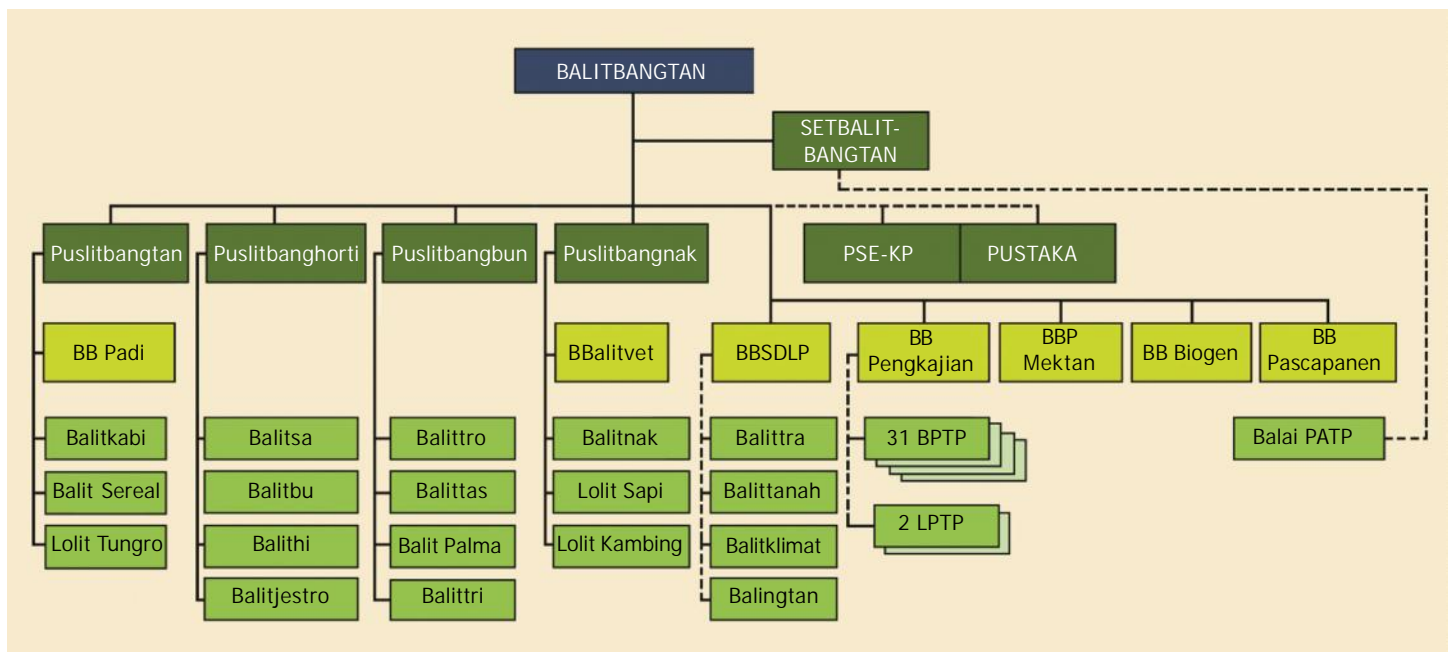 BALITBANGTAN
SETBALIT-
BANGTAN
Puslitbangtan
Puslitbanghorti
Puslitbangbun
Puslitbangnak
PSE-KP
PUSTAKA
BB Padi
BBalitvet
BBSDLP
BB
Pengkajian
BBP
Mektan
BB Biogen
BB
Pascapanen
Balitkabi
Balitsa
Balittro
Balitnak
Balittra
31 BPTP
Balai PATP
Balit Sereal
Balitbu
Balittas
Lolit Sapi
Balittanah
2 LPTP
Lolit Tungro
Balithi
Balit Palma
Lolit Kambing
Balitklimat
Balitjestro
Balittri
Balingtan